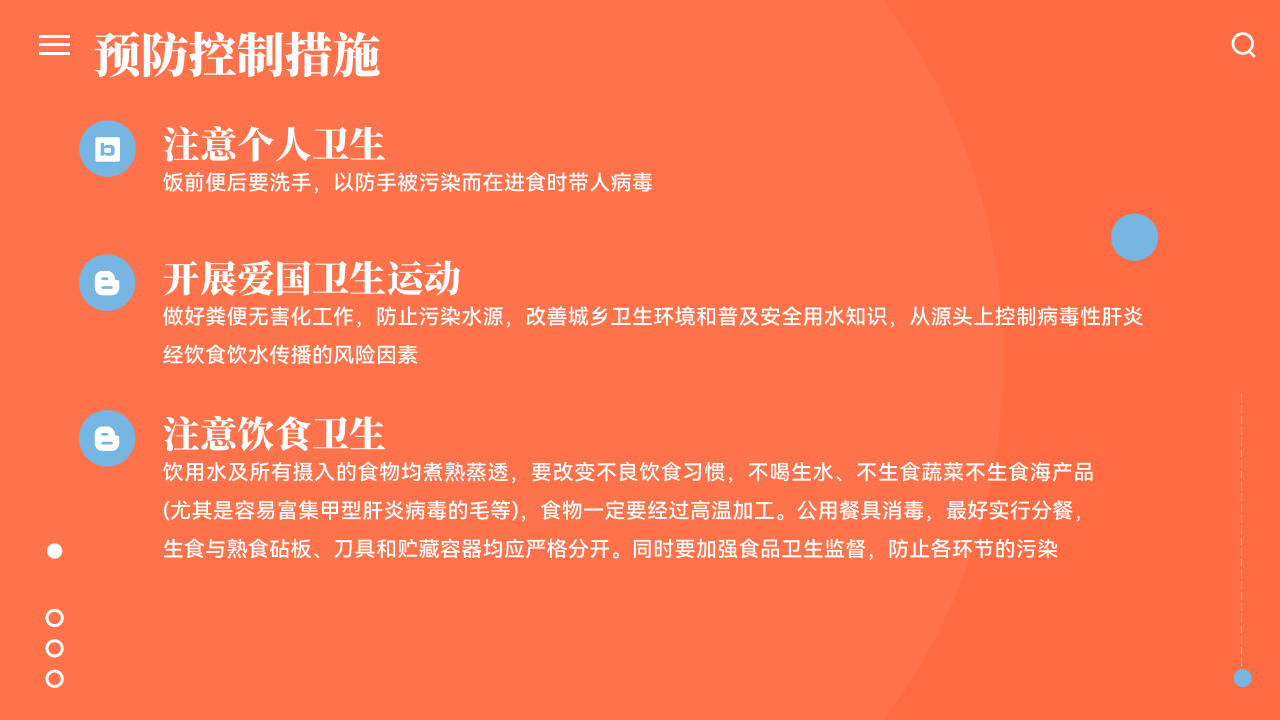 预防控制措施
注意个人卫生
饭前便后要洗手，以防手被污染而在进食时带人病毒
开展爱国卫生运动
做好粪便无害化工作，防止污染水源，改善城乡卫生环境和普及安全用水知识，从源头上控制病毒性肝炎
经饮食饮水传播的风险因素
注意饮食卫生
饮用水及所有摄入的食物均煮熟蒸透，要改变不良饮食习惯，不喝生水、不生食蔬菜不生食海产品
(尤其是容易富集甲型肝炎病毒的毛等)，食物一定要经过高温加工。公用餐具消毒，最好实行分餐，
生食与熟食砧板、刀具和贮藏容器均应严格分开。同时要加强食品卫生监督，防止各环节的污染